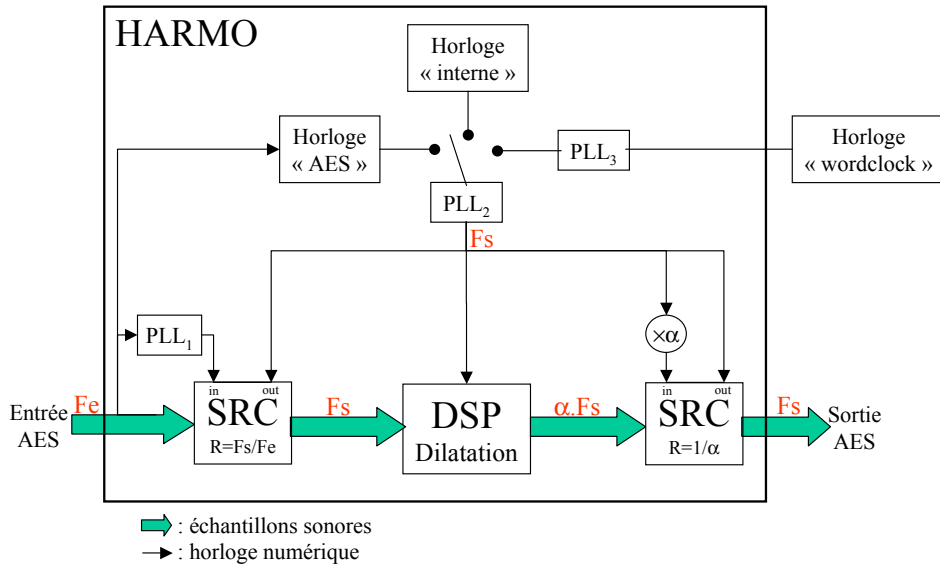 HARMO
Horloge
« interne »
Horloge
« AES »
PLL3
Horloge
« wordclock »
PLL2
Fs
PLL1
×α
Entrée
AES
Fe
in
out
SRC
R=Fs/Fe
Fs
DSP
Dilatation
α.Fs
in
out
SRC
R=1/α
Fs
Sortie
AES
: échantillons sonores
: horloge numérique